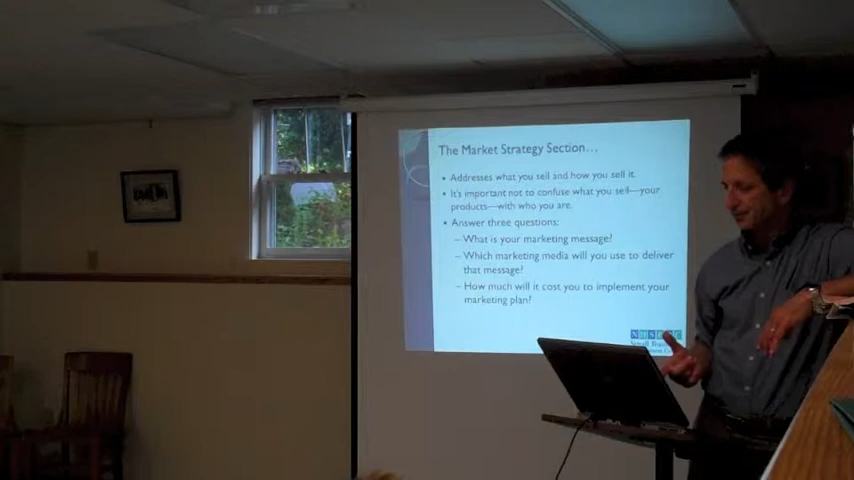 The Market Strategy Section...
• Addresses what you sell and how you sell it.
• It's important not to confuse what you sell—your
products—with who you are.
• Answer three questions:
– What is your marketing message?
– Which marketing media will you use to deliver
that message?
– How much will it cost you to implement your
marketing plan?
Small